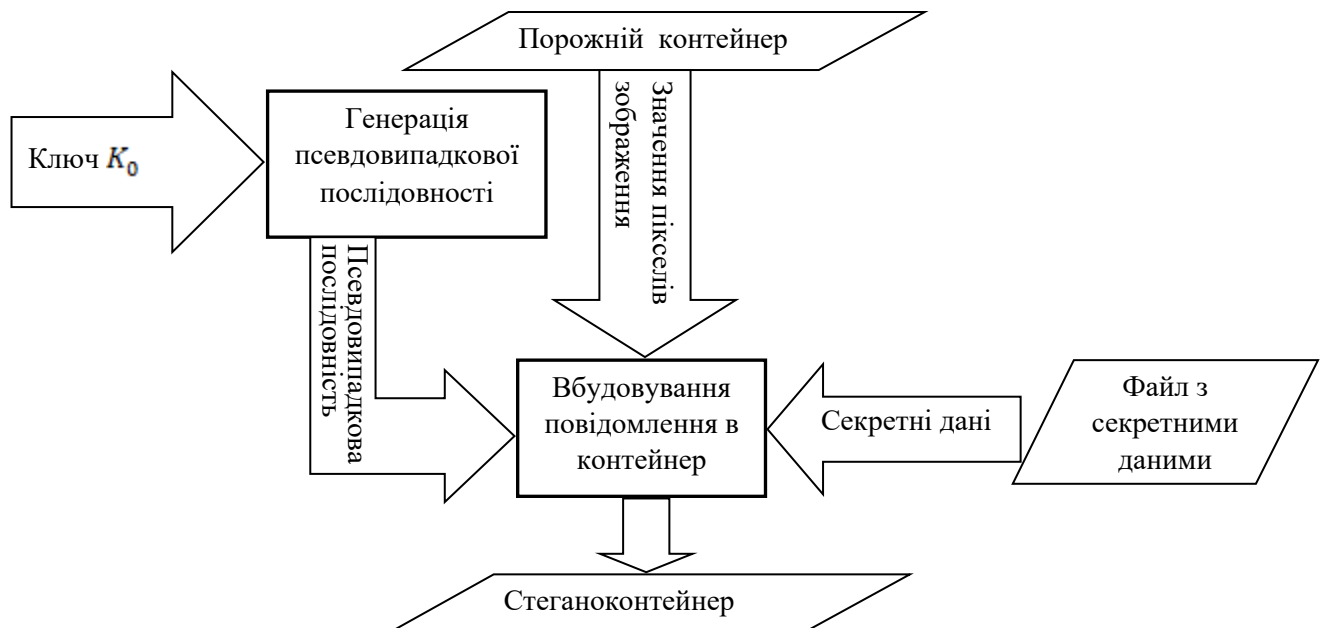 Порожній контейнер
Ключ K₀
Генерація
псевдовипадкової
послідовності
Значення пікселів
зображення
Псевдовипадкова
послідовність
Вбудовування
повідомлення в
контейнер
Секретні дані
Файл з
секретними
даними
Стеганоконтейнер